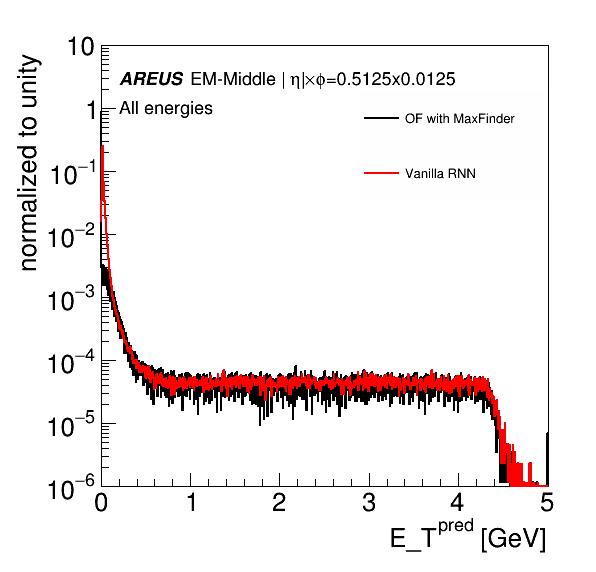 AREUS EM-Middle | η|×ϕ=0.5125x0.0125
All energies
OF with MaxFinder
Vanilla RNN
normalized to unity
10
1
10⁻¹
10⁻²
10⁻³
10⁻⁴
10⁻⁵
10⁻⁶
0 1 2 3 4 5
E_T^pred [GeV]